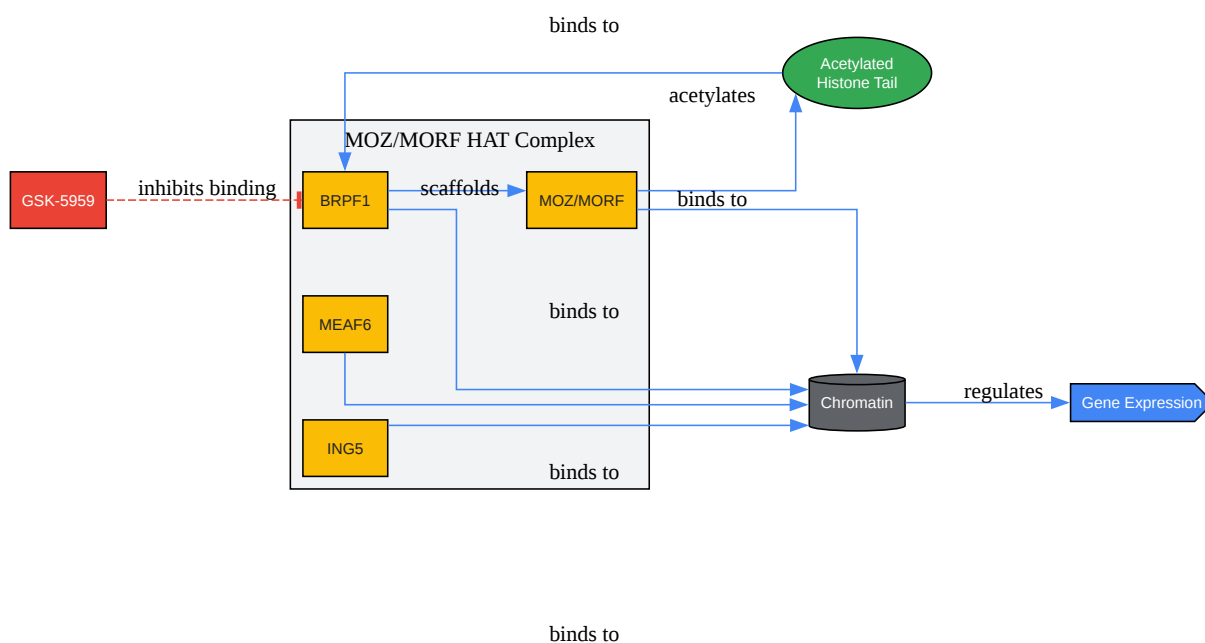 binds to
Acetylated
Histone Tail
acetylates
MOZ/MORF HAT Complex
GSK-5959
inhibits binding
BRPF1
scaffolds
MOZ/MORF
binds to
MEAF6
binds to
Chromatin
regulates
Gene Expression
ING5
binds to
binds to